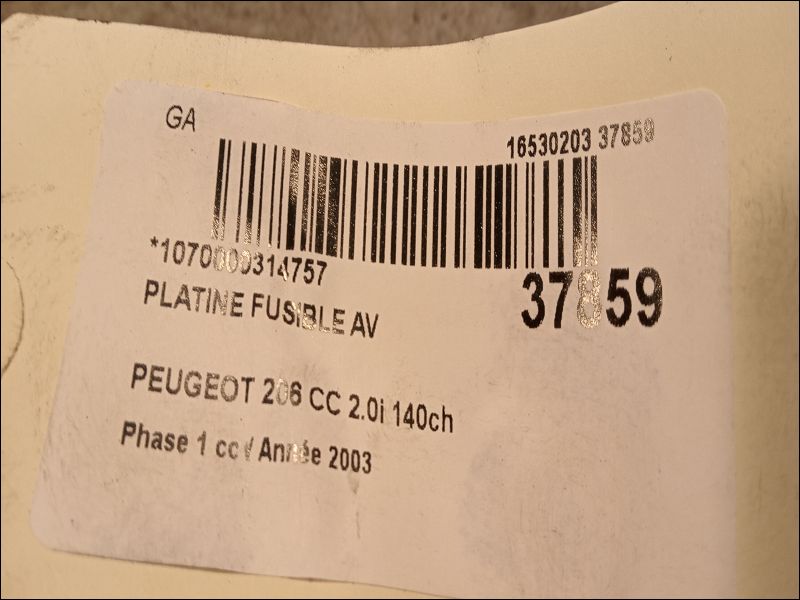 GA
16530203 37859
*1070000314757
37859
PLATINE FUSIBLE AV
PEUGEOT 206 CC 2.0i 140ch
Phase 1 cc / Année 2003